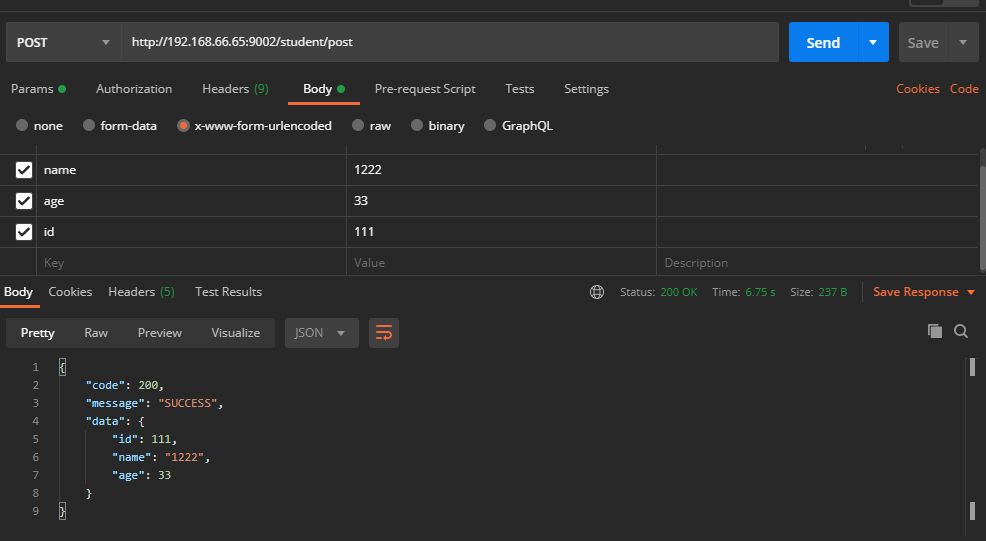 POST http://192.168.66.65:9002/student/post Send Save
Params Authorization Headers (9) Body Pre-request Script Tests Settings Cookies Code
none form-data x-www-form-urlencoded raw binary GraphQL
name 1222
age 33
id 111
Key Value Description
Body Cookies Headers (5) Test Results Status: 200 OK Time: 6.75 s Size: 237 B Save Response
Pretty Raw Preview Visualize JSON
1 {
2 "code": 200,
3 "message": "SUCCESS",
4 "data": {
5 "id": 111,
6 "name": "1222",
7 "age": 33
8 }
9 }